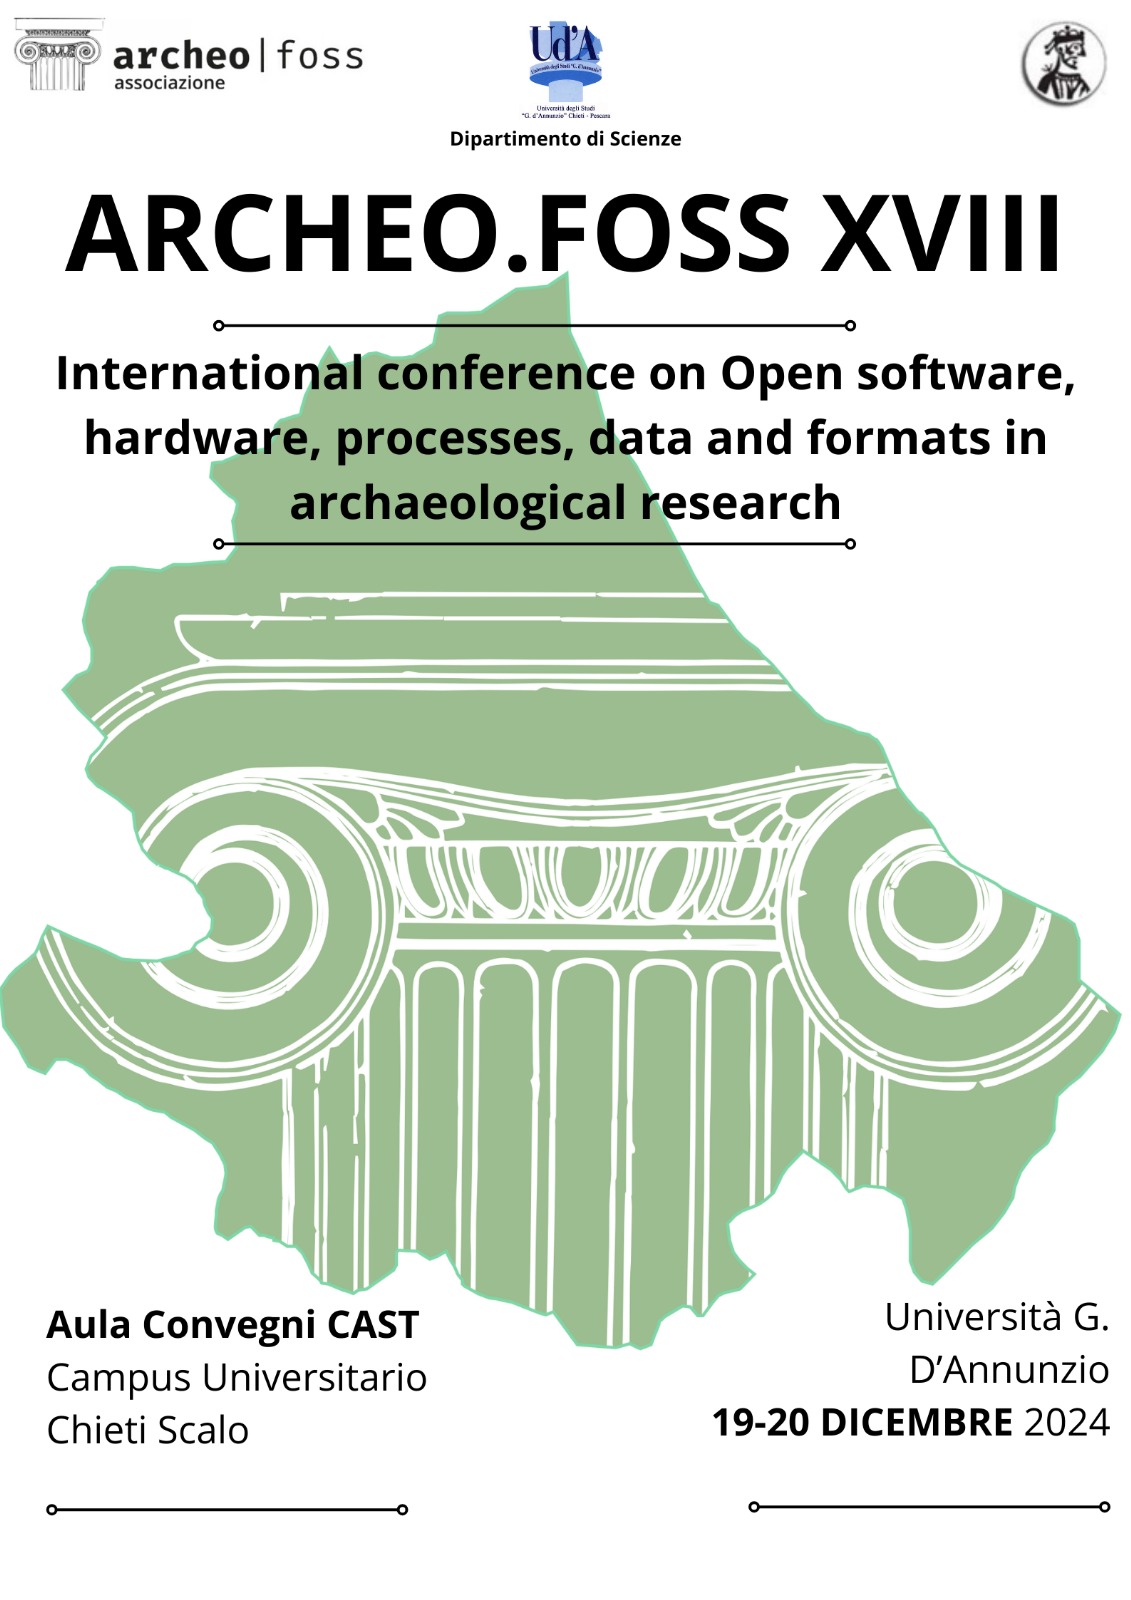 archeo|foss
associazione
Ud'A
Università degli Studi
"G. d'Annunzio" Chieti - Pescara
Dipartimento di Scienze
ARCHEO.FOSS XVIII
International conference on Open software,
hardware, processes, data and formats in
archaeological research
Aula Convegni CAST
Campus Universitario
Chieti Scalo
Università G.
D’Annunzio
19-20 DICEMBRE 2024